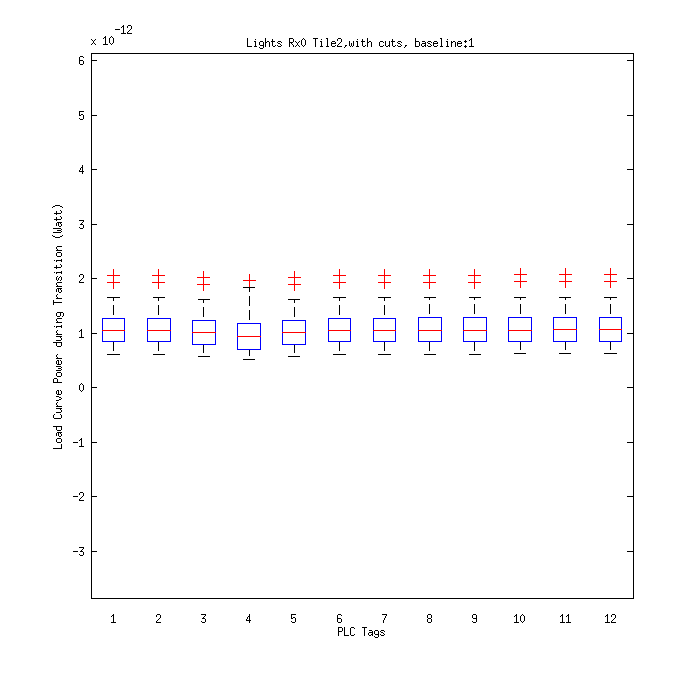 x 10^-12
Lights Rx0 Tile2,with cuts, baseline:1
6
5
4
3
2
1
0
-1
-2
-3
Load Curve Power during Transition (Watt)
1 2 3 4 5 6 7 8 9 10 11 12
PLC Tags